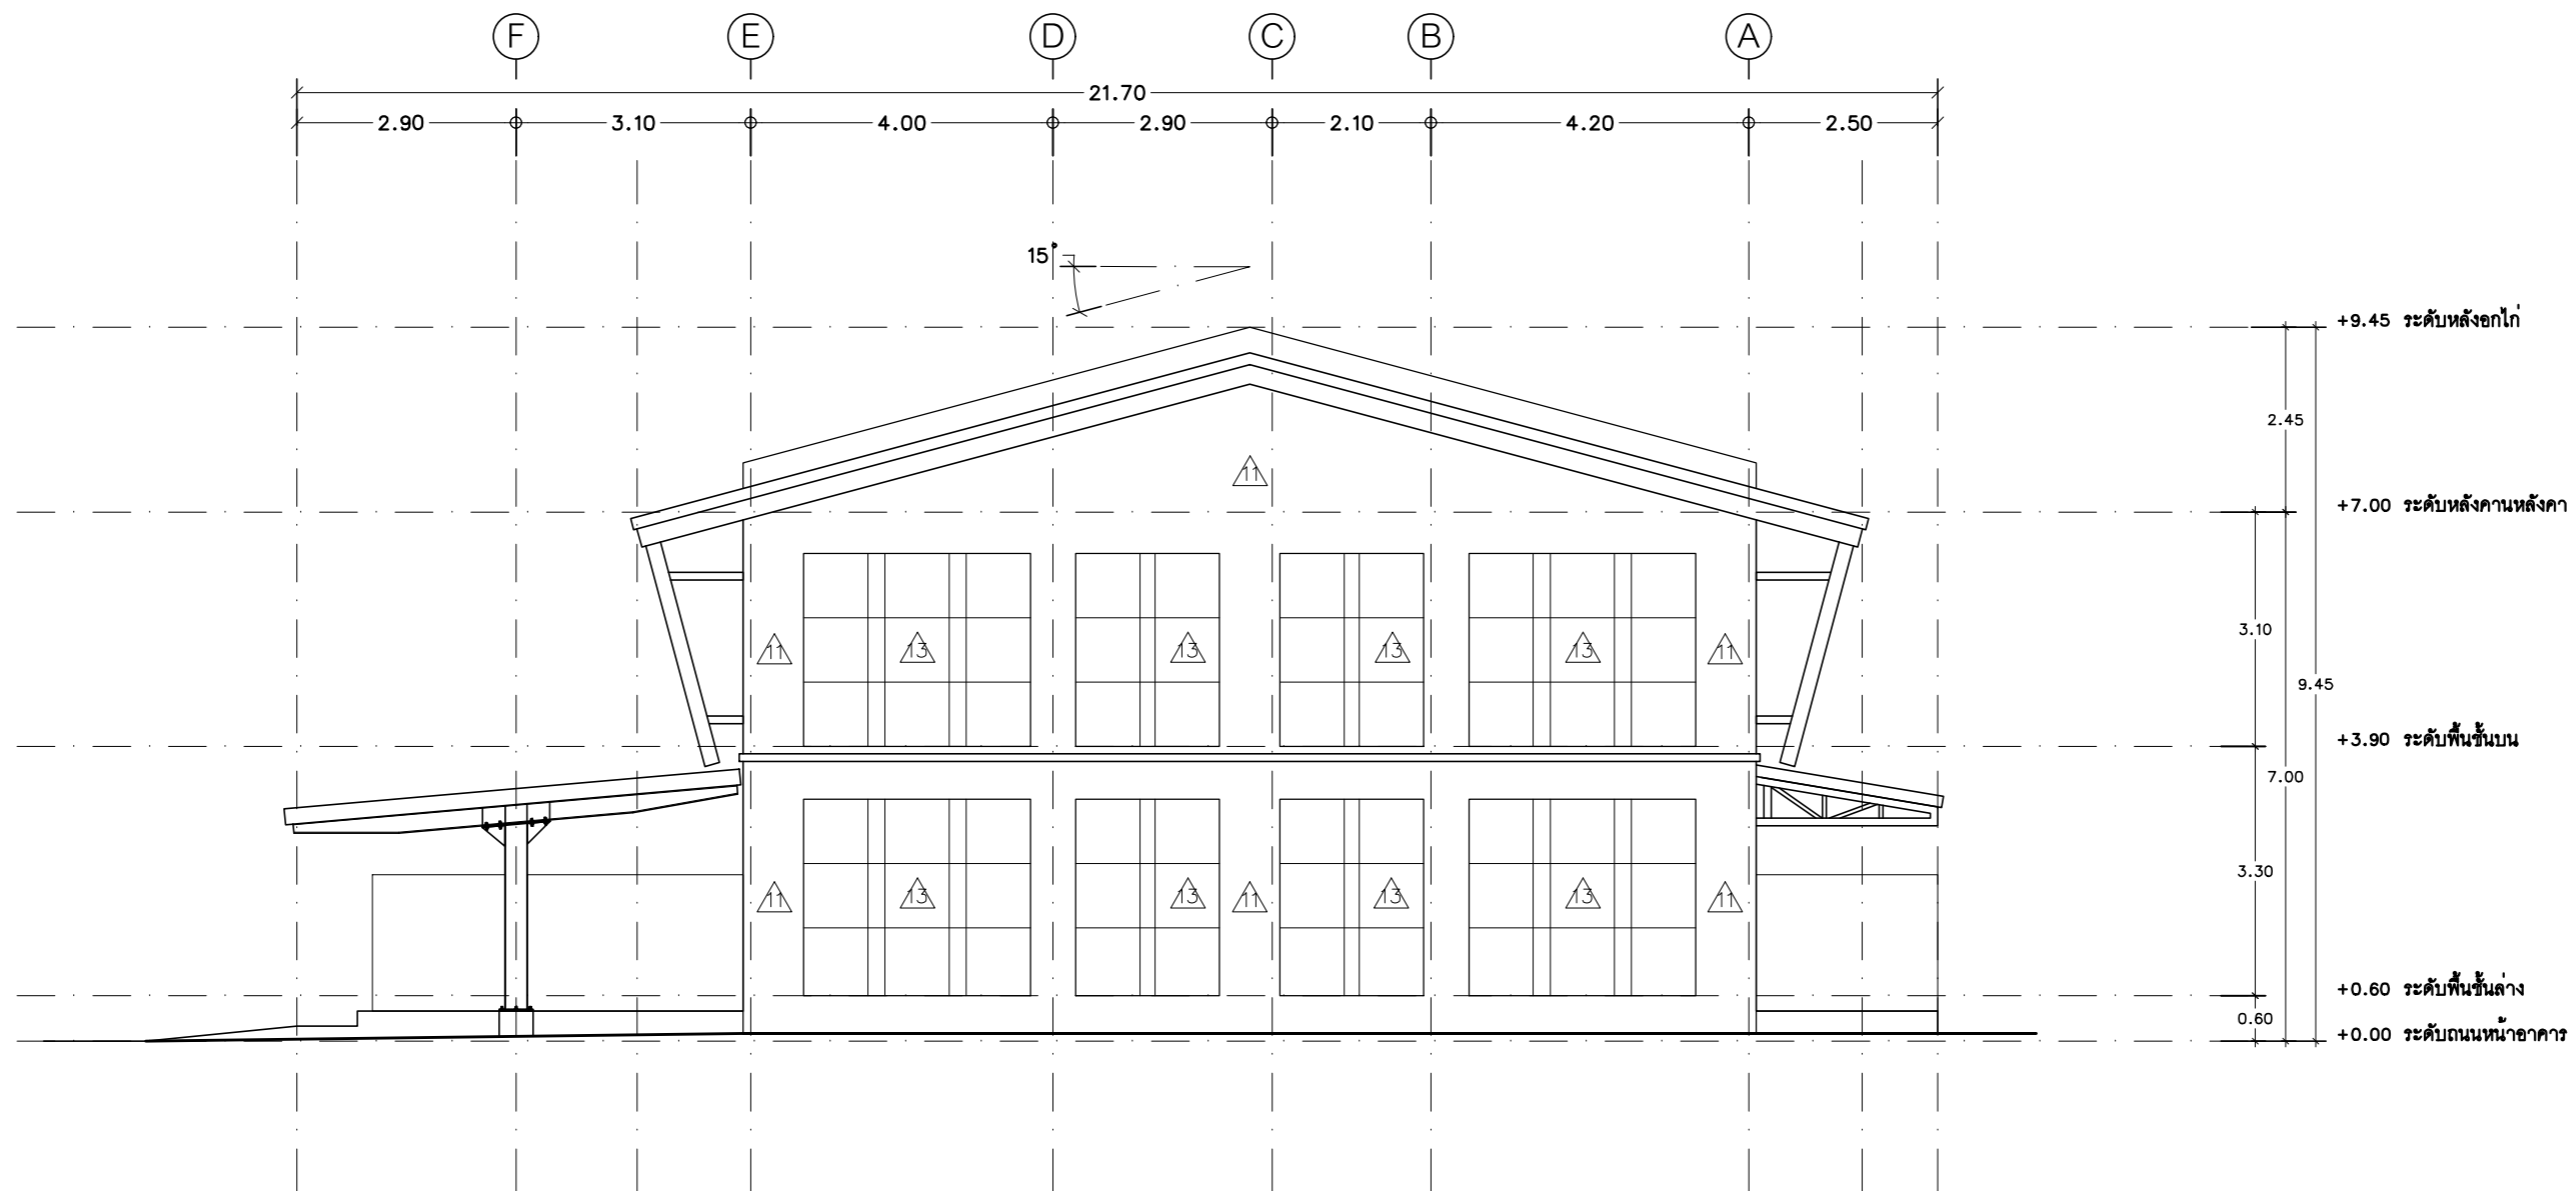 F E D C B A
21.70
2.90 3.10 4.00 2.90 2.10 4.20 2.50
15°
+9.45 ระดับหลังอกไก่
2.45
11
+7.00 ระดับหลังคานหลังคา
3.10
11 13 13 13 13 11
9.45
+3.90 ระดับพื้นชั้นบน
7.00
3.30
11 13 13 11 13 13 11
+0.60 ระดับพื้นชั้นล่าง
0.60
+0.00 ระดับถนนหน้าอาคาร